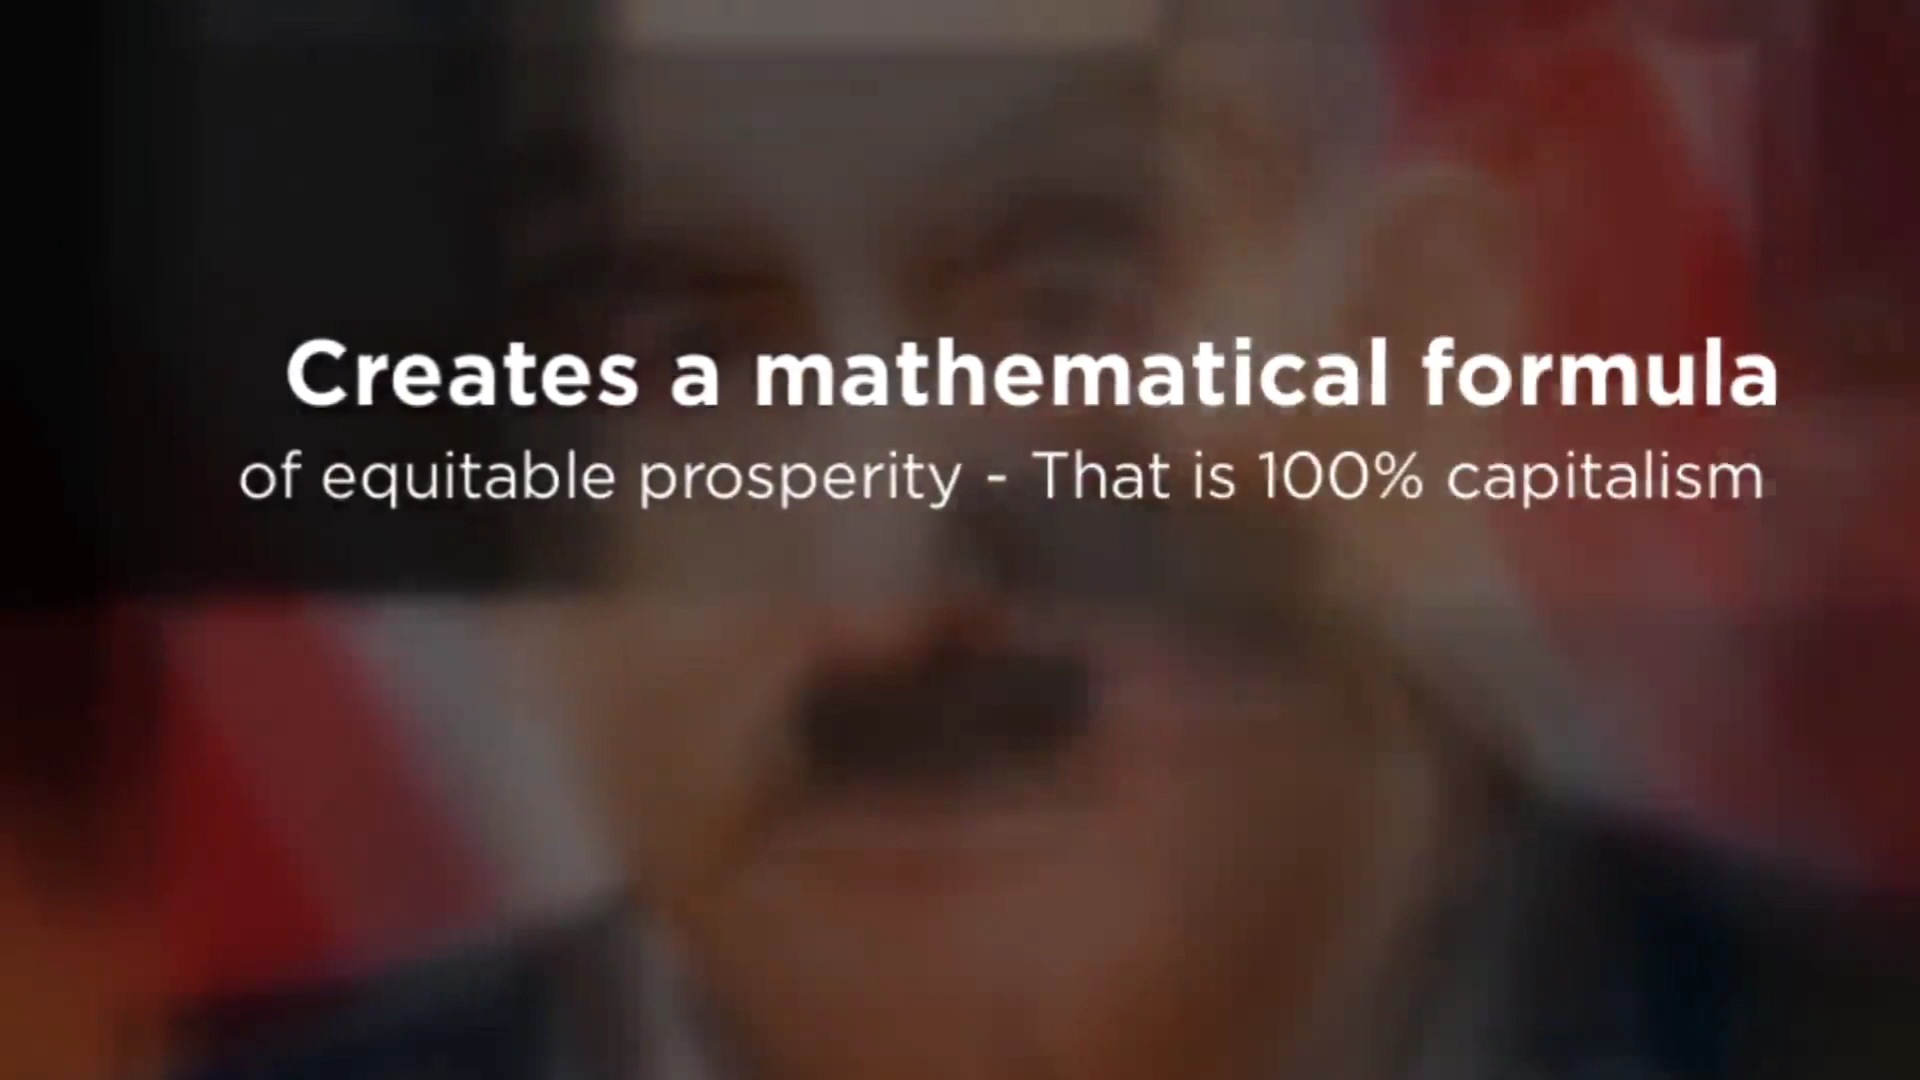 Creates a mathematical formula
of equitable prosperity - That is 100% capitalism